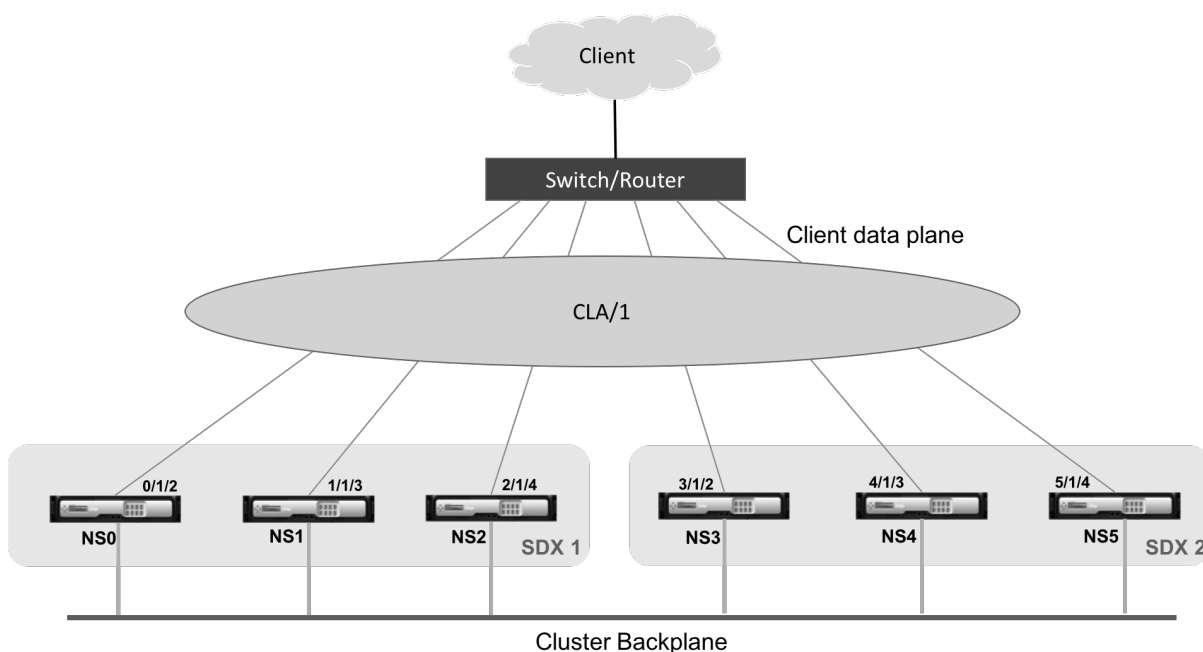 Client
Switch/Router
Client data plane
CLA/1
0/1/2
1/1/3
2/1/4
3/1/2
4/1/3
5/1/4
NS0
NS1
NS2
SDX 1
NS3
NS4
NS5
SDX 2
Cluster Backplane